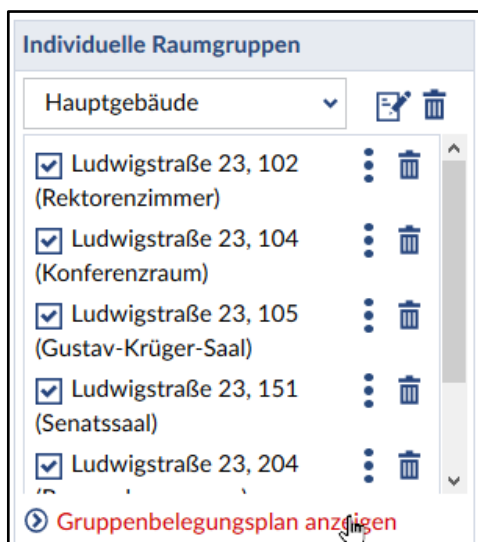 Individuelle Raumgruppen
Hauptgebäude
Ludwigstraße 23, 102
(Rektorenzimmer)
Ludwigstraße 23, 104
(Konferenzraum)
Ludwigstraße 23, 105
(Gustav-Krüger-Saal)
Ludwigstraße 23, 151
(Senatssaal)
Ludwigstraße 23, 204
Gruppenbelegungsplan anzeigen